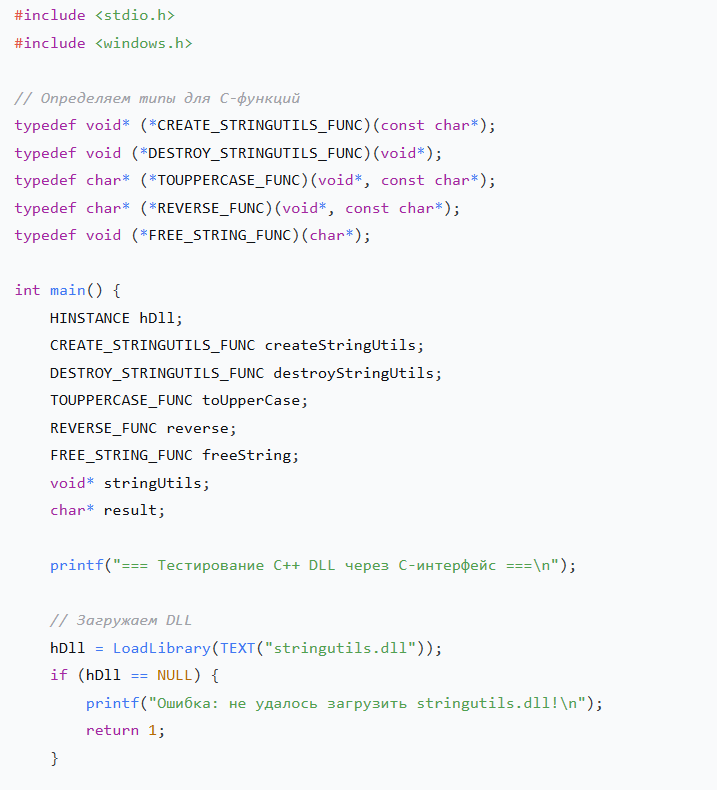 #include <stdio.h>
#include <windows.h>

// Определяем типы для C-функций
typedef void* (*CREATE_STRINGUTILS_FUNC)(const char*);
typedef void (*DESTROY_STRINGUTILS_FUNC)(void*);
typedef char* (*TOUPPERCASE_FUNC)(void*, const char*);
typedef char* (*REVERSE_FUNC)(void*, const char*);
typedef void (*FREE_STRING_FUNC)(char*);

int main() {
    HINSTANCE hDll;
    CREATE_STRINGUTILS_FUNC createStringUtils;
    DESTROY_STRINGUTILS_FUNC destroyStringUtils;
    TOUPPERCASE_FUNC toUpperCase;
    REVERSE_FUNC reverse;
    FREE_STRING_FUNC freeString;
    void* stringUtils;
    char* result;

    printf("=== Тестирование C++ DLL через C-интерфейс ===\n");

    // Загружаем DLL
    hDll = LoadLibrary(TEXT("stringutils.dll"));
    if (hDll == NULL) {
        printf("Ошибка: не удалось загрузить stringutils.dll!\n");
        return 1;
    }